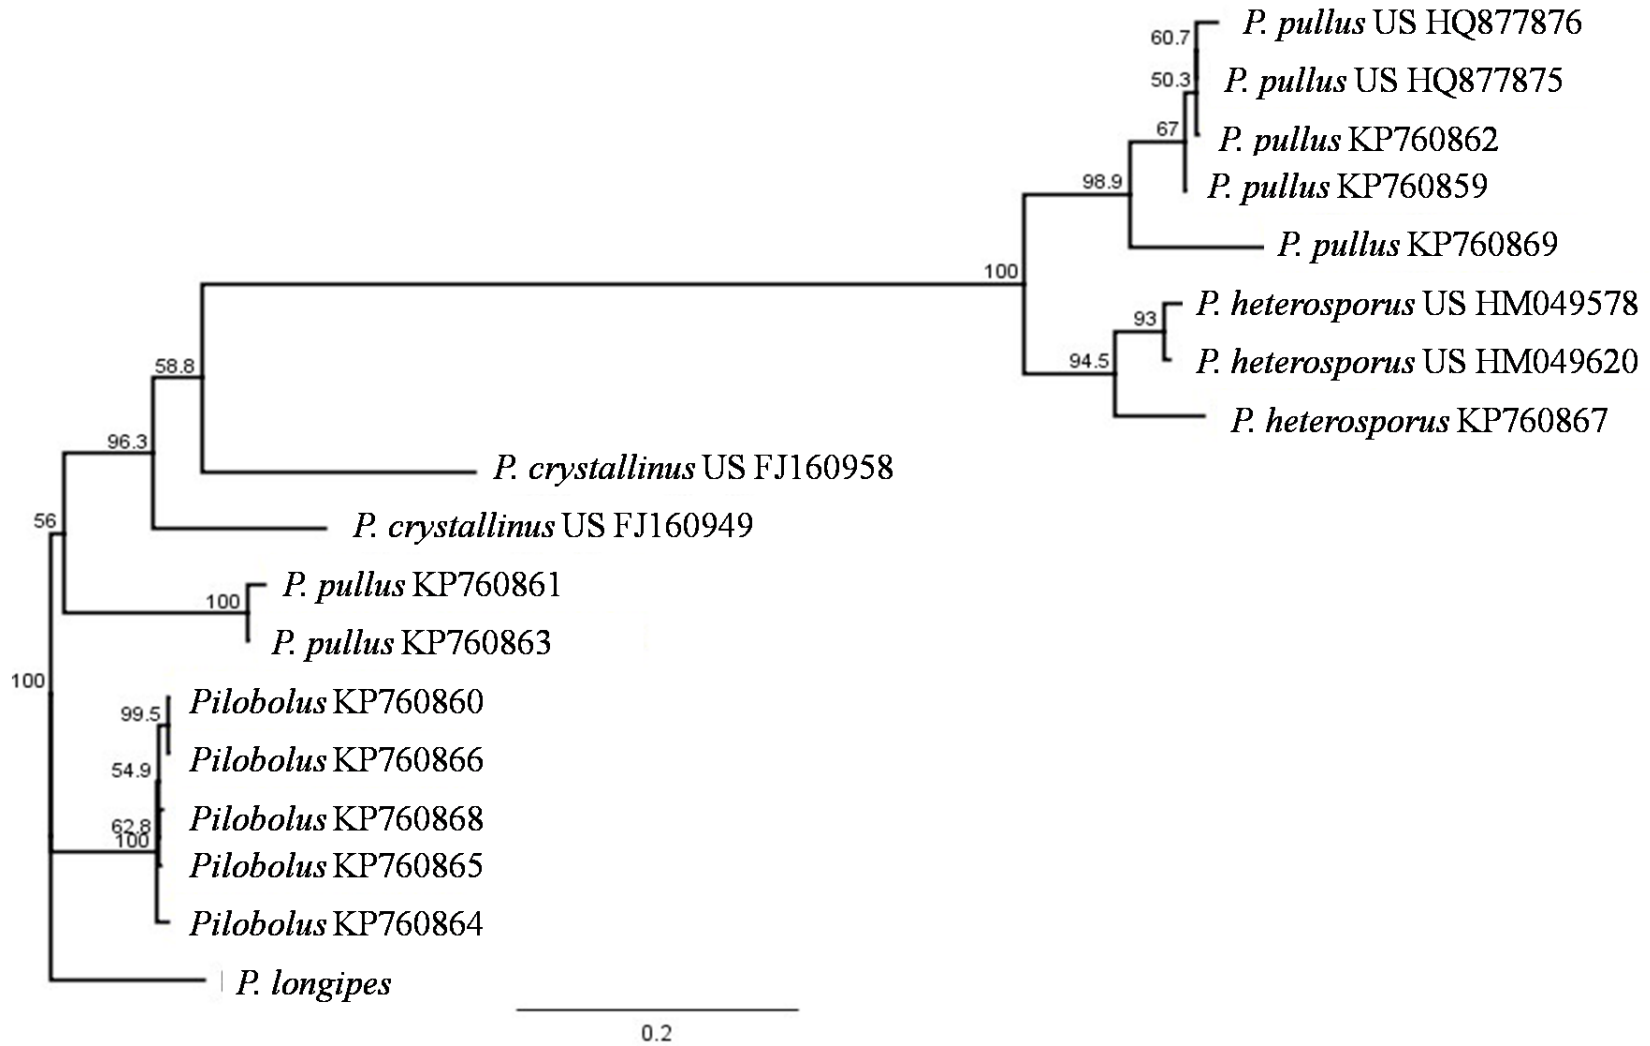 P. pullus US HQ877876
60.7
50.3
P. pullus US HQ877875
67
P. pullus KP760862
98.9
P. pullus KP760859
P. pullus KP760869
100
P. heterosporus US HM049578
93
94.5
P. heterosporus US HM049620
58.8
P. heterosporus KP760867
96.3
P. crystallinus US FJ160958
56
P. crystallinus US FJ160949
P. pullus KP760861
100
P. pullus KP760863
100
Pilobolus KP760860
99.5
Pilobolus KP760866
54.9
Pilobolus KP760868
62.8
100
Pilobolus KP760865
Pilobolus KP760864
P. longipes
0.2